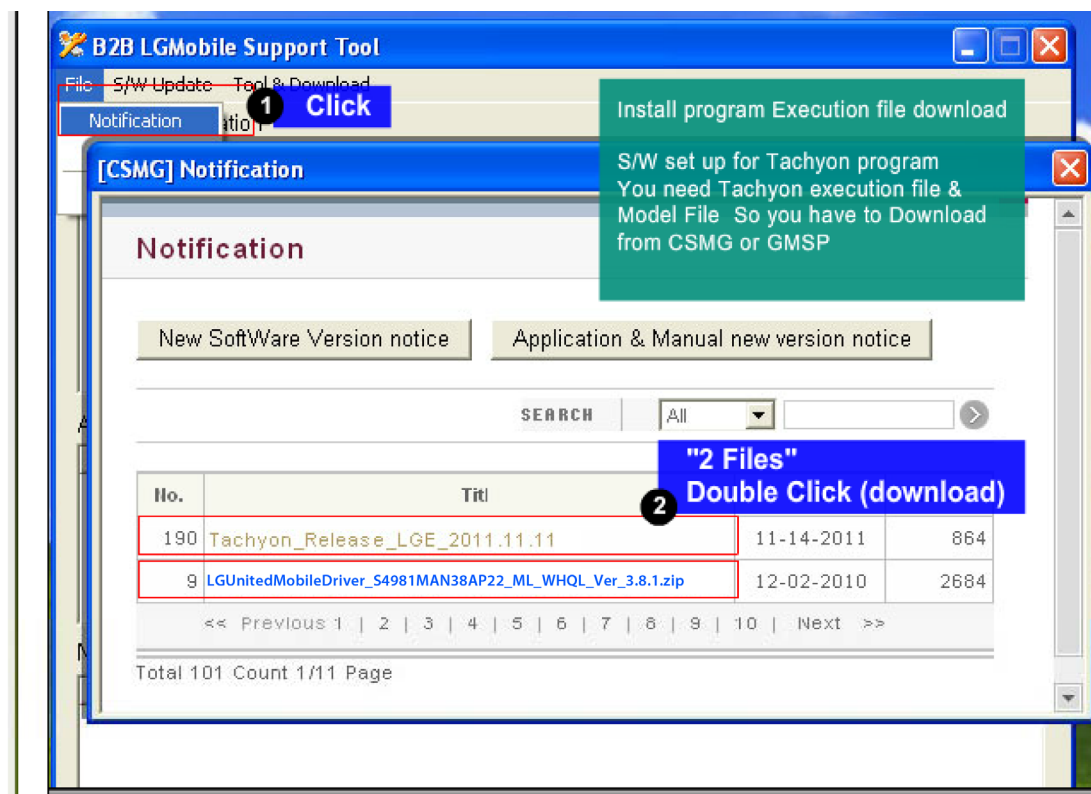 B2B LGMobile Support Tool
File S/W Update Tool & Download
1 Click
Notification
Install program Execution file download
S/W set up for Tachyon program
You need Tachyon execution file &
Model File So you have to Download
from CSMG or GMSP
[CSMG] Notification
Notification
New SoftWare Version notice
Application & Manual new version notice
SEARCH All
"2 Files"
2 Double Click (download)
No. Titl
190 Tachyon_Release_LGE_2011.11.11 11-14-2011 864
9 LGUnitedMobileDriver_S4981MAN38AP22_ML_WHQL_Ver_3.8.1.zip 12-02-2010 2684
<< Previous 1 | 2 | 3 | 4 | 5 | 6 | 7 | 8 | 9 | 10 | Next >>
Total 101 Count 1/11 Page